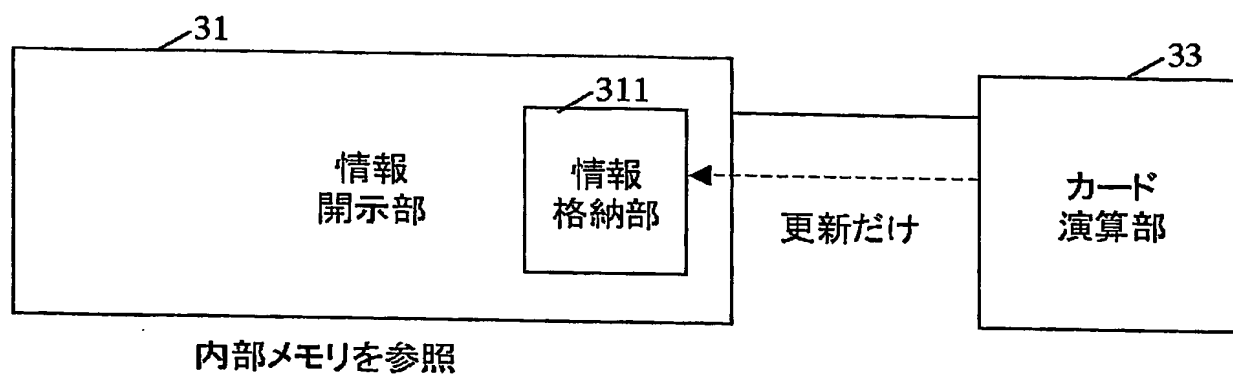 31
33
311
情報
開示部
情報
格納部
カード
演算部
更新だけ
内部メモリを参照